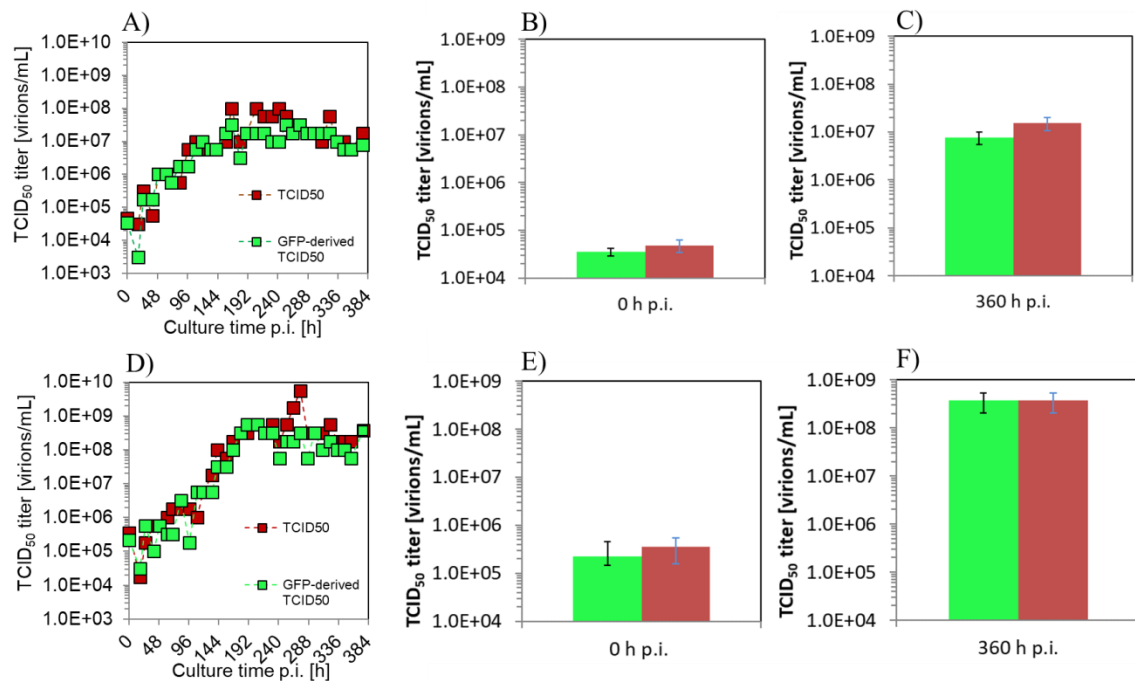 A)
TCID50 titer [virions/mL]
1.0E+10
1.0E+09
1.0E+08
1.0E+07
1.0E+06
1.0E+05
1.0E+04
1.0E+03
TCID50
GFP-derived
TCID50
0
48
96
144
192
240
288
336
384
Culture time p.i. [h]
B)
TCID50 titer [virions/mL]
1.0E+09
1.0E+08
1.0E+07
1.0E+06
1.0E+05
1.0E+04
0 h p.i.
C)
TCID50 titer [virions/mL]
1.0E+09
1.0E+08
1.0E+07
1.0E+06
1.0E+05
1.0E+04
360 h p.i.
D)
TCID50 titer [virions/mL]
1.0E+10
1.0E+09
1.0E+08
1.0E+07
1.0E+06
1.0E+05
1.0E+04
1.0E+03
TCID50
GFP-derived
TCID50
0
48
96
144
192
240
288
336
384
Culture time p.i. [h]
E)
TCID50 titer [virions/mL]
1.0E+09
1.0E+08
1.0E+07
1.0E+06
1.0E+05
1.0E+04
0 h p.i.
F)
TCID50 titer [virions/mL]
1.0E+09
1.0E+08
1.0E+07
1.0E+06
1.0E+05
1.0E+04
360 h p.i.